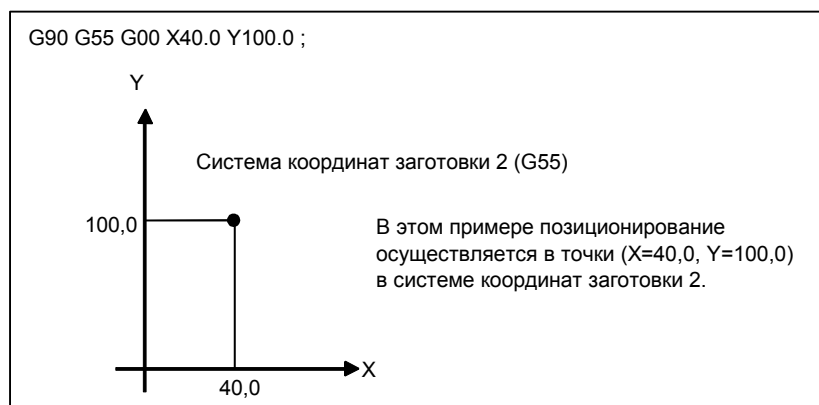 G90 G55 G00 X40.0 Y100.0 ;
Y
Система координат заготовки 2 (G55)
100,0
В этом примере позиционирование
осуществляется в точки (X=40,0, Y=100,0)
в системе координат заготовки 2.
X
40,0